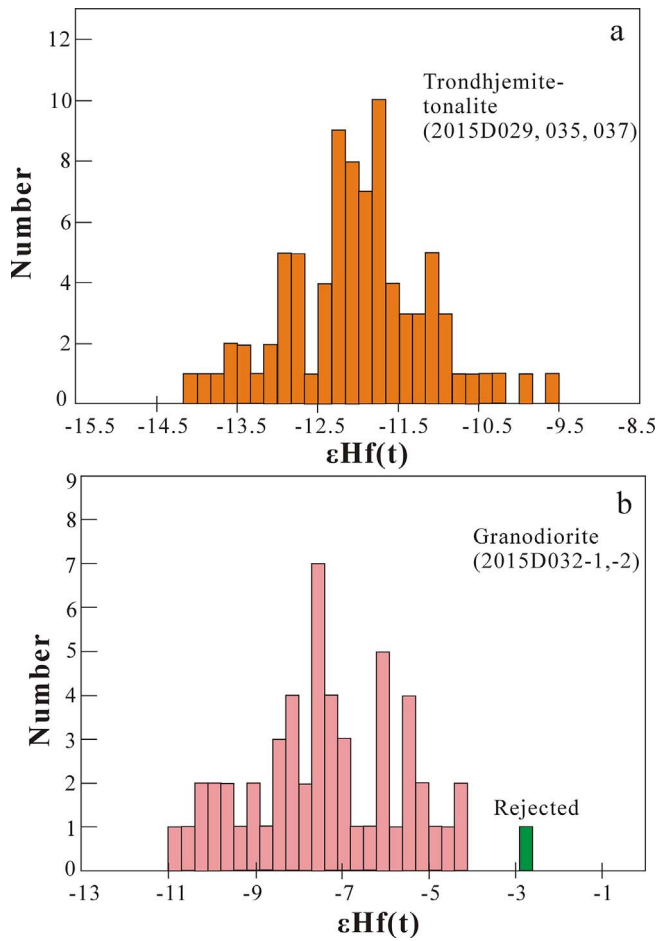 a
12
10
8
6
4
2
0
Number
Trondhjemite-
tonalite
(2015D029, 035, 037)
-15.5 -14.5 -13.5 -12.5 -11.5 -10.5 -9.5 -8.5
εHf(t)
b
9
8
7
6
5
4
3
2
1
0
Number
Granodiorite
(2015D032-1,-2)
Rejected
-13 -11 -9 -7 -5 -3 -1
εHf(t)